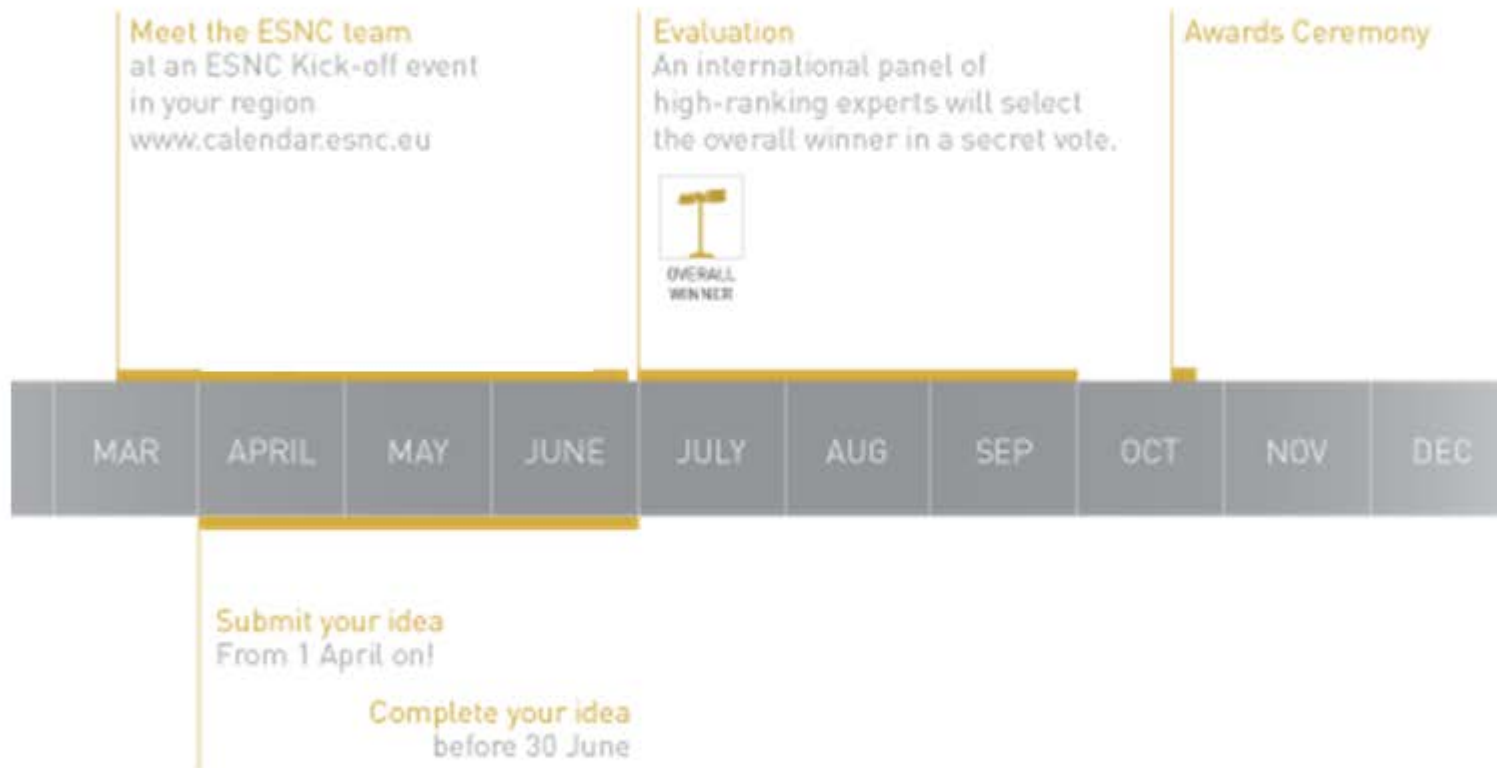 Meet the ESNC team
at an ESNC Kick-off event
in your region
www.calendar.esnc.eu
Evaluation
An international panel of
high-ranking experts will select
the overall winner in a secret vote.
OVERALL
WINNER
Awards Ceremony
MAR APRIL MAY JUNE JULY AUG SEP OCT NOV DEC
Submit your idea
From 1 April on!
Complete your idea
before 30 June